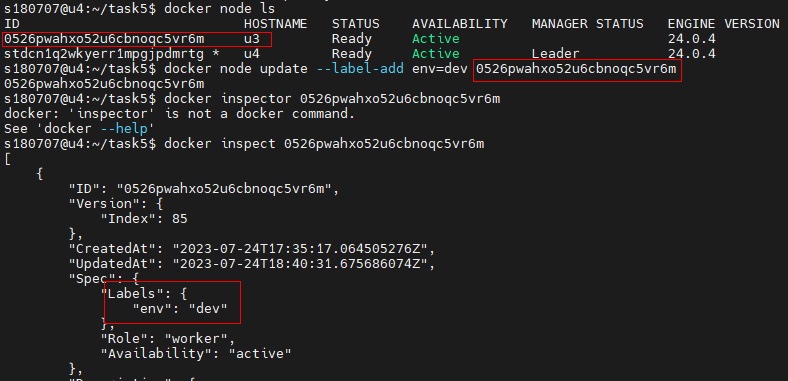 s180707@u4:~/task5$ docker node ls
ID HOSTNAME STATUS AVAILABILITY MANAGER STATUS ENGINE VERSION
0526pwahxo52u6cbnoqc5vr6m u3 Ready Active 24.0.4
stdcn1q2wkyerr1mpgjpdmrtg * u4 Ready Active Leader 24.0.4
s180707@u4:~/task5$ docker node update --label-add env=dev 0526pwahxo52u6cbnoqc5vr6m
0526pwahxo52u6cbnoqc5vr6m
s180707@u4:~/task5$ docker inspector 0526pwahxo52u6cbnoqc5vr6m
docker: 'inspector' is not a docker command.
See 'docker --help'
s180707@u4:~/task5$ docker inspect 0526pwahxo52u6cbnoqc5vr6m
[
    {
        "ID": "0526pwahxo52u6cbnoqc5vr6m",
        "Version": {
            "Index": 85
        },
        "CreatedAt": "2023-07-24T17:35:17.064505276Z",
        "UpdatedAt": "2023-07-24T18:40:31.675686074Z",
        "Spec": {
            "Labels": {
                "env": "dev"
            },
            "Role": "worker",
            "Availability": "active"
        },